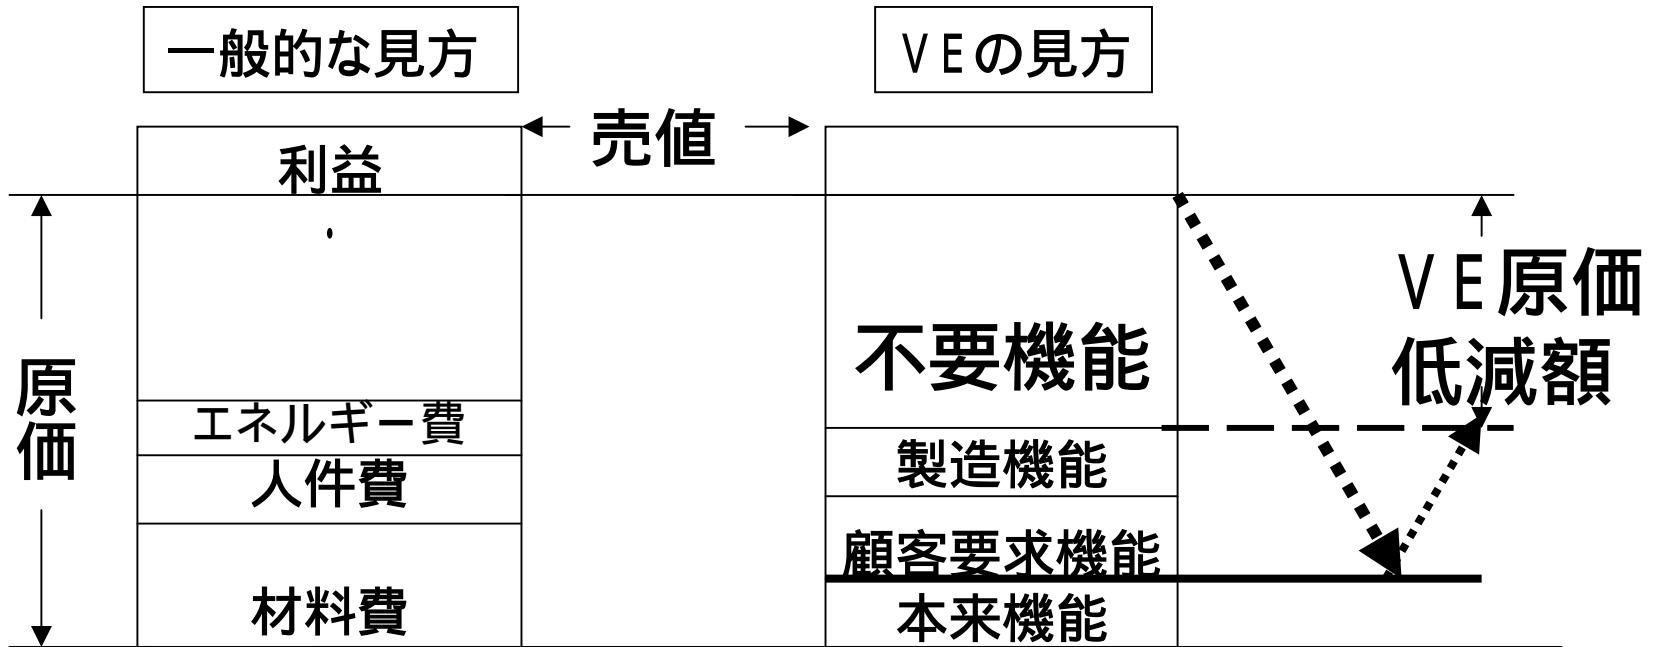 一般的な見方
VEの見方
売値
利益
原価
エネルギー費
人件費
材料費
不要機能
製造機能
顧客要求機能
本来機能
VE原価
低減額